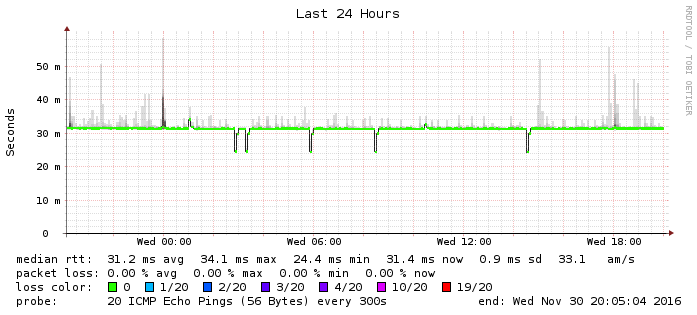 Last 24 Hours
RRDTOOL / TOBI OETIKER
Seconds
50 m
40 m
30 m
20 m
10 m
0
Wed 00:00 Wed 06:00 Wed 12:00 Wed 18:00
median rtt: 31.2 ms avg 34.1 ms max 24.4 ms min 31.4 ms now 0.9 ms sd 33.1 am/s
packet loss: 0.00 % avg 0.00 % max 0.00 % min 0.00 % now
loss color: 0 1/20 2/20 3/20 4/20 10/20 19/20
probe: 20 ICMP Echo Pings (56 Bytes) every 300s end: Wed Nov 30 20:05:04 2016